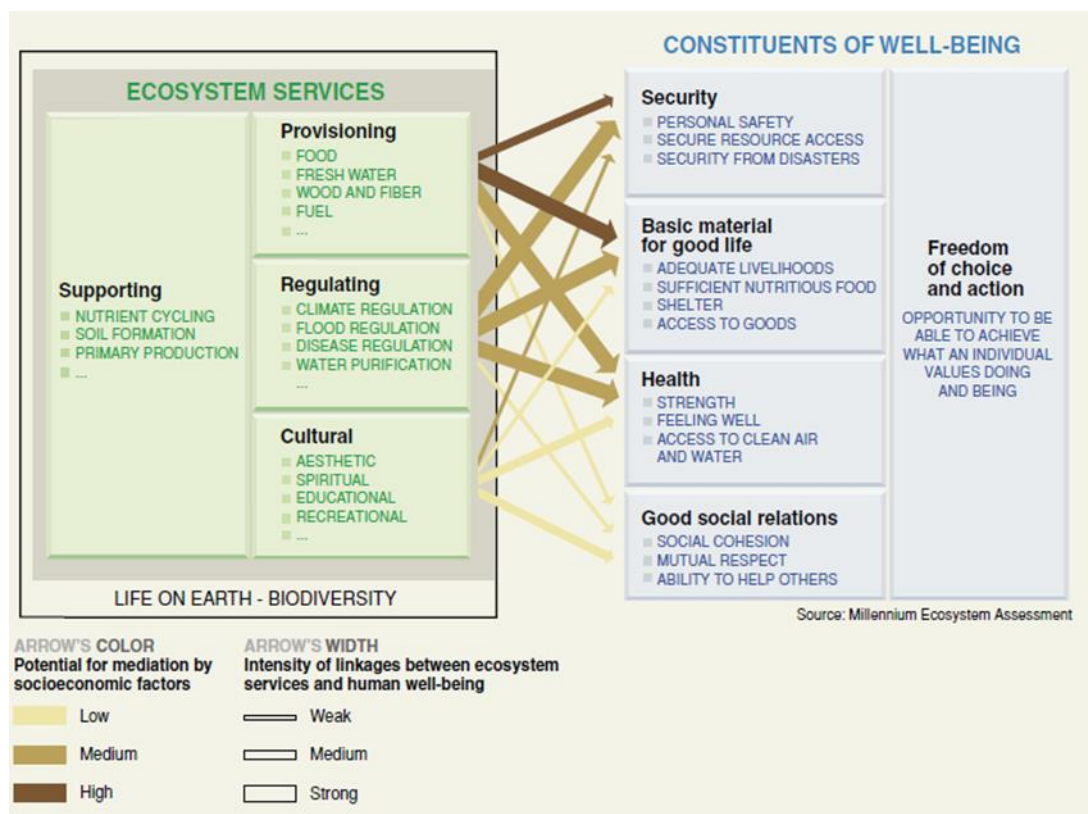 CONSTITUENTS OF WELL-BEING
ECOSYSTEM SERVICES
Supporting
NUTRIENT CYCLING
SOIL FORMATION
PRIMARY PRODUCTION
...
Provisioning
FOOD
FRESH WATER
WOOD AND FIBER
FUEL
...
Regulating
CLIMATE REGULATION
FLOOD REGULATION
DISEASE REGULATION
WATER PURIFICATION
...
Cultural
AESTHETIC
SPIRITUAL
EDUCATIONAL
RECREATIONAL
...
LIFE ON EARTH - BIODIVERSITY
Security
PERSONAL SAFETY
SECURE RESOURCE ACCESS
SECURITY FROM DISASTERS
Basic material
for good life
ADEQUATE LIVELIHOODS
SUFFICIENT NUTRITIOUS FOOD
SHELTER
ACCESS TO GOODS
Health
STRENGTH
FEELING WELL
ACCESS TO CLEAN AIR
AND WATER
Good social relations
SOCIAL COHESION
MUTUAL RESPECT
ABILITY TO HELP OTHERS
Freedom
of choice
and action
OPPORTUNITY TO BE
ABLE TO ACHIEVE
WHAT AN INDIVIDUAL
VALUES DOING
AND BEING
Source: Millennium Ecosystem Assessment
ARROW'S COLOR
Potential for mediation by
socioeconomic factors
Low
Medium
High
ARROW'S WIDTH
Intensity of linkages between ecosystem
services and human well-being
Weak
Medium
Strong